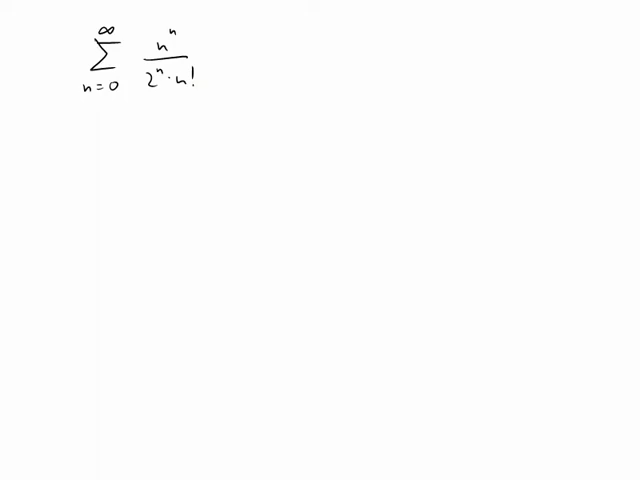 ∞
∑ nⁿ / (2ⁿ · n!)
n = 0